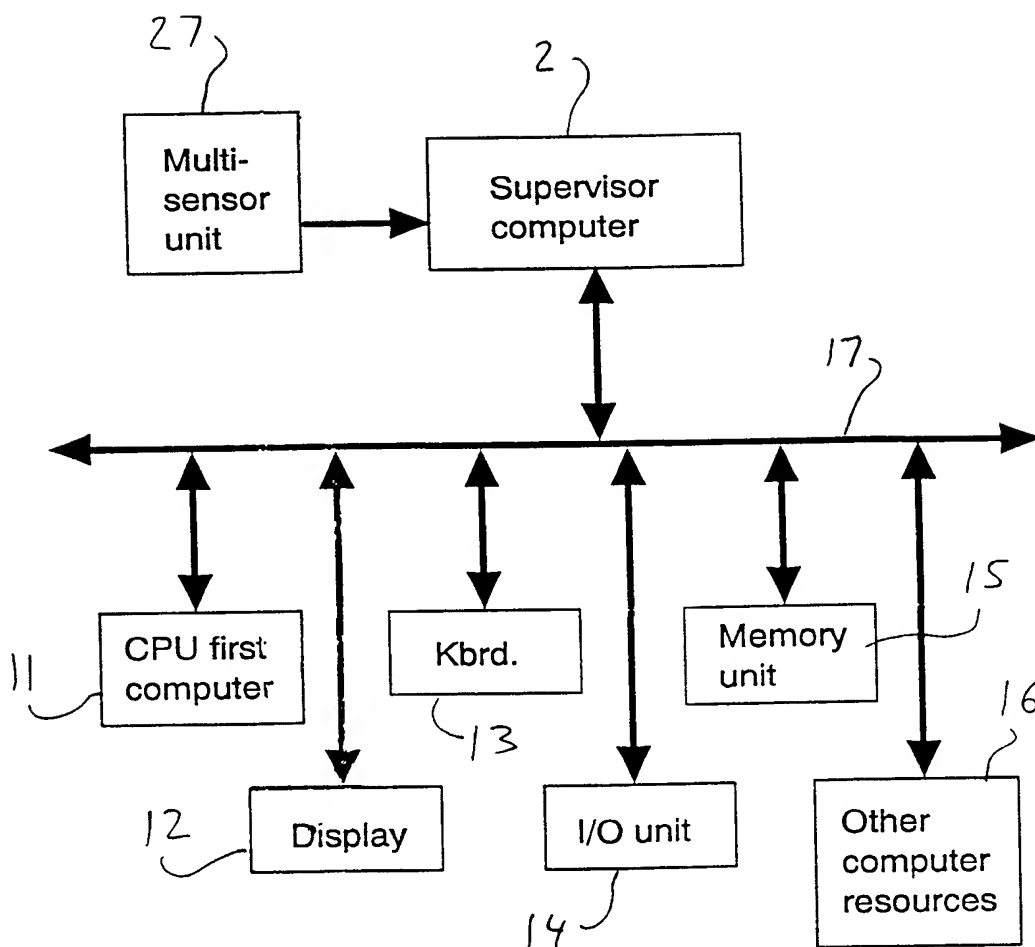 27
2
Multi-
sensor
unit
Supervisor
computer
17
CPU first
computer
11
Kbrd.
13
Memory
unit
15
16
Display
12
I/O unit
14
Other
computer
resources